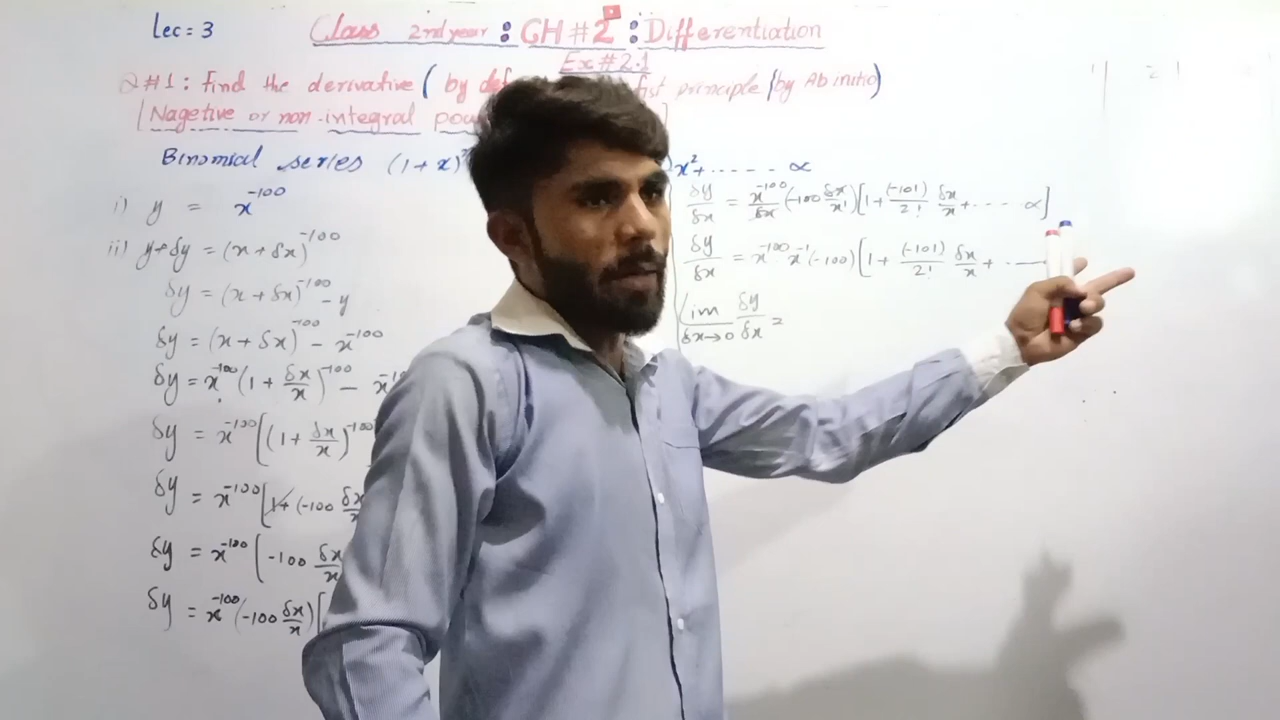 Lec = 3
Class 2nd year : CH # 2 : Differentiation
Ex # 2.1
Q # 1 : Find the derivative ( by def principle / by Ab initio )
[ Nagetive or non-integral pow
Binomial series (1 + x) x² + ----- ∝
i) y = x⁻¹⁰⁰
ii) y + δy = (x + δx)⁻¹⁰⁰
δy = (x + δx)⁻¹⁰⁰ - y
δy = (x + δx)⁻¹⁰⁰ - x⁻¹⁰⁰
δy = x⁻¹⁰⁰ (1 + δx/x)⁻¹⁰⁰ - x⁻¹⁰
δy = x⁻¹⁰⁰ [(1 + δx/x)⁻¹⁰⁰
δy = x⁻¹⁰⁰ [1 + (-100 δx/x
δy = x⁻¹⁰⁰ [-100 δx/x
δy = x⁻¹⁰⁰ (-100 δx/x) [
δy/δx = x⁻¹⁰⁰/δx (-100 δx/x) [1 + (-101)/2! δx/x + ---- ∝]
δy/δx = x⁻¹⁰⁰ x⁻¹ (-100) [1 + (-101)/2! δx/x + ---
Lim δx→0 δy/δx =